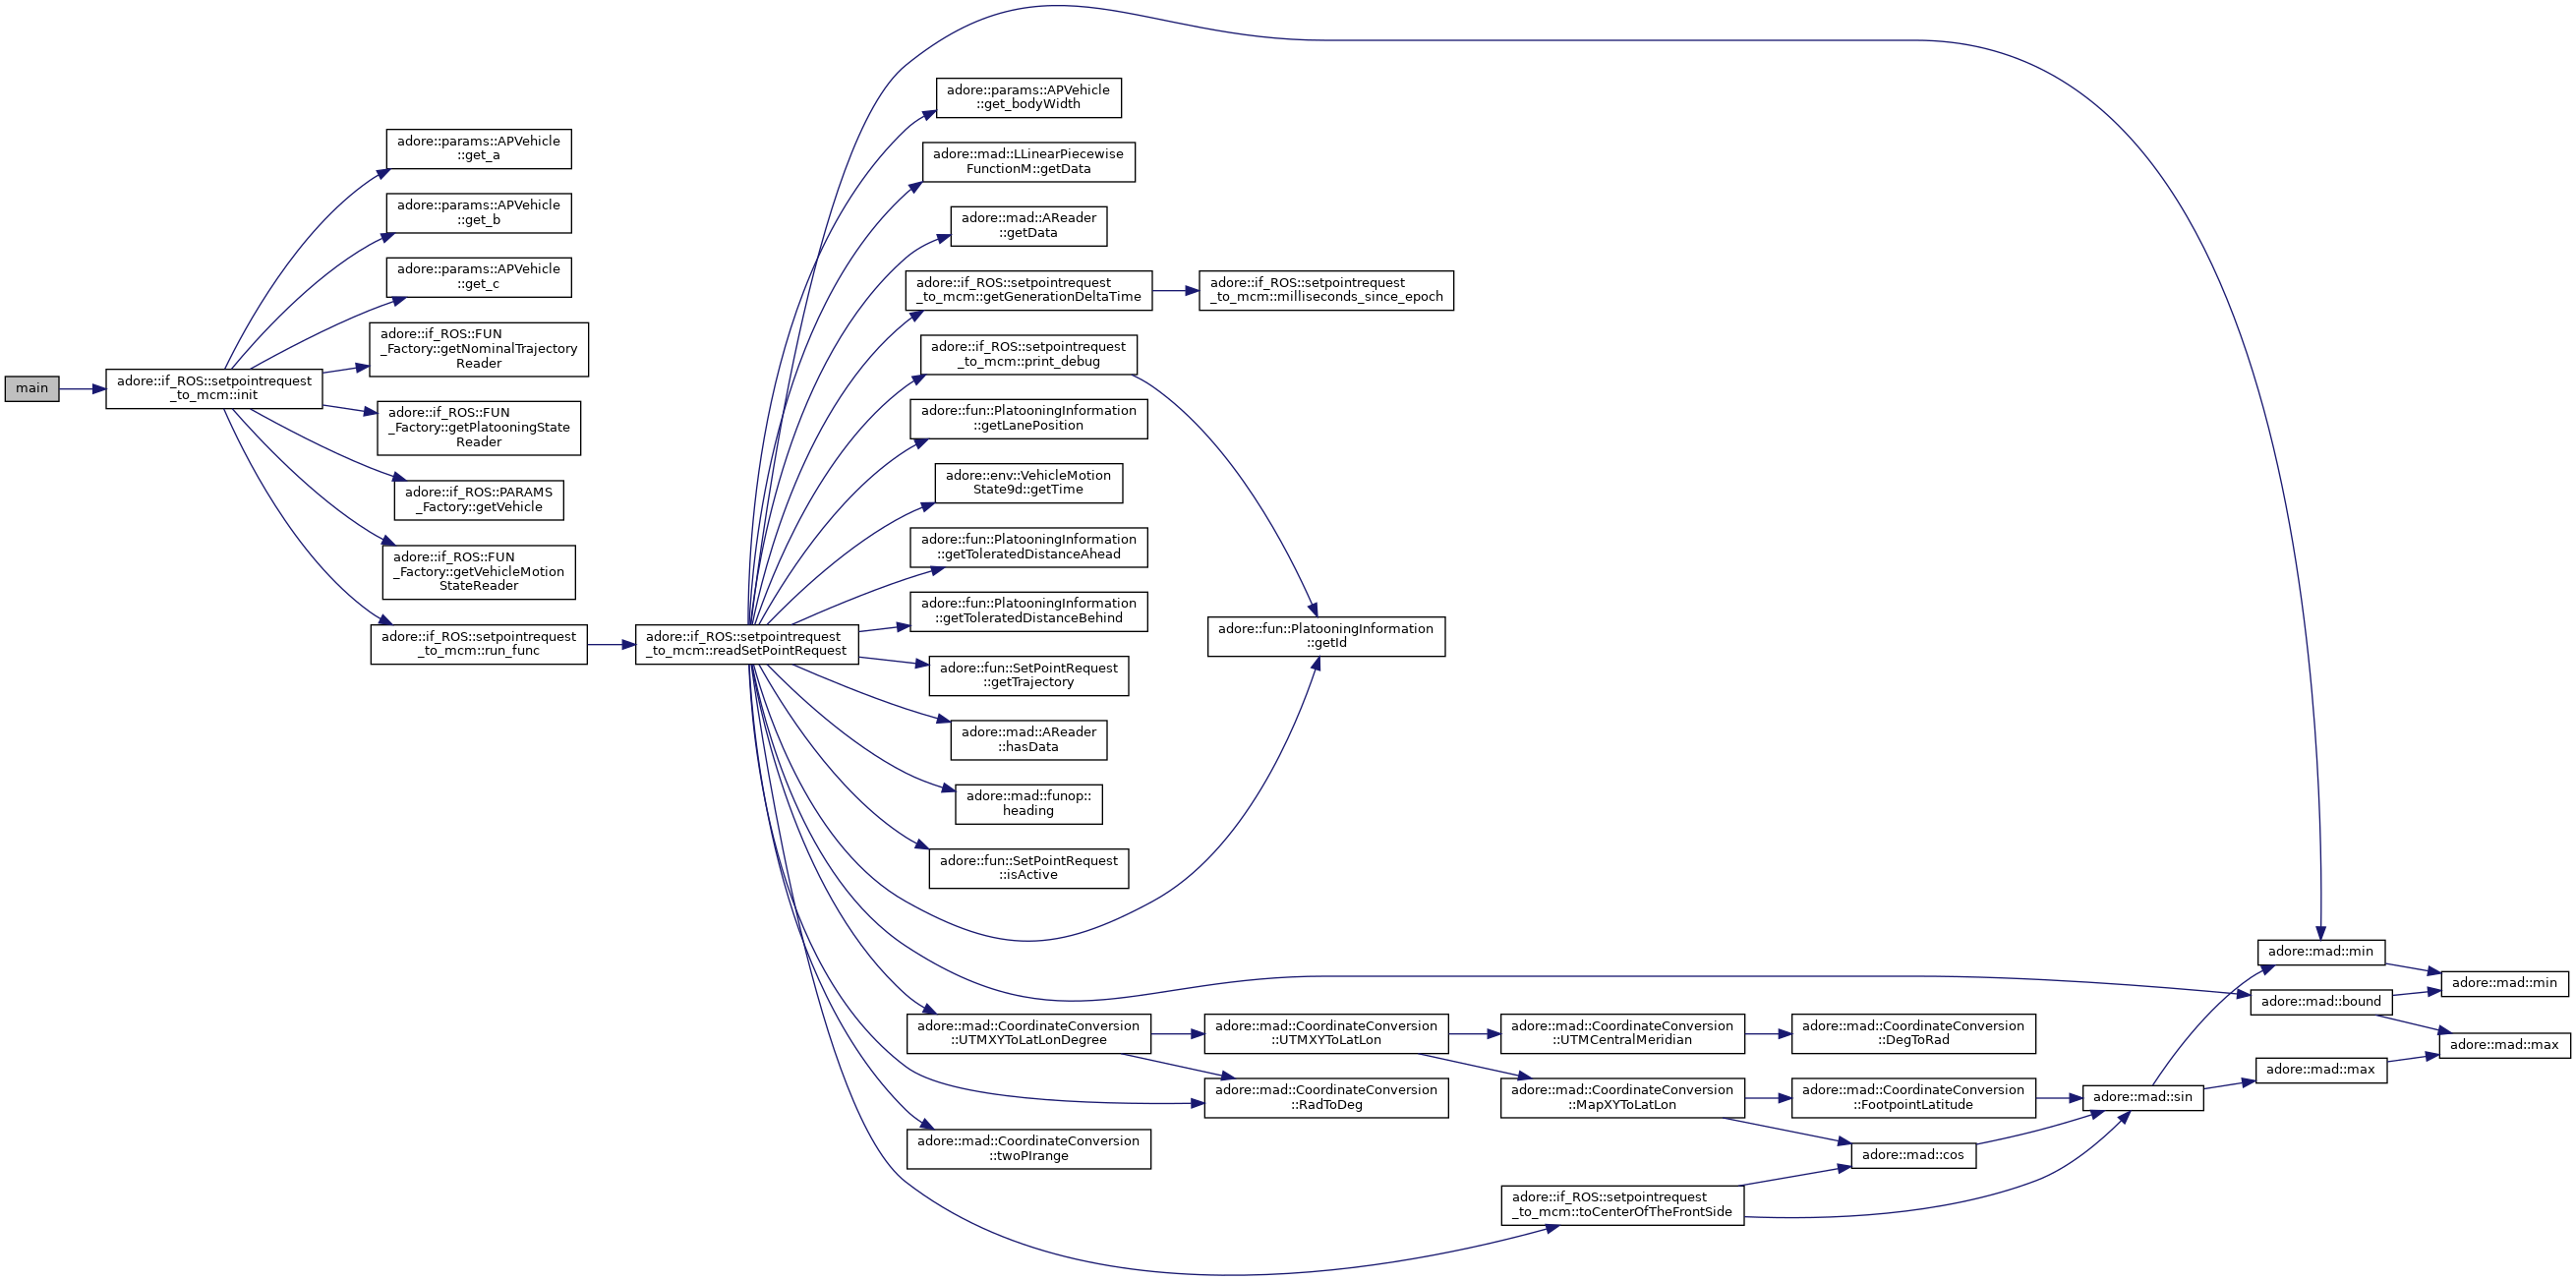 main
adore::if_ROS::setpointrequest
_to_mcm::init
adore::params::APVehicle
::get_a
adore::params::APVehicle
::get_b
adore::params::APVehicle
::get_c
adore::if_ROS::FUN
_Factory::getNominalTrajectory
Reader
adore::if_ROS::FUN
_Factory::getPlatooningState
Reader
adore::if_ROS::PARAMS
_Factory::getVehicle
adore::if_ROS::FUN
_Factory::getVehicleMotion
StateReader
adore::if_ROS::setpointrequest
_to_mcm::run_func
adore::if_ROS::setpointrequest
_to_mcm::readSetPointRequest
adore::params::APVehicle
::get_bodyWidth
adore::mad::LLinearPiecewise
FunctionM::getData
adore::mad::AReader
::getData
adore::if_ROS::setpointrequest
_to_mcm::getGenerationDeltaTime
adore::if_ROS::setpointrequest
_to_mcm::milliseconds_since_epoch
adore::if_ROS::setpointrequest
_to_mcm::print_debug
adore::fun::PlatooningInformation
::getLanePosition
adore::env::VehicleMotion
State9d::getTime
adore::fun::PlatooningInformation
::getToleratedDistanceAhead
adore::fun::PlatooningInformation
::getToleratedDistanceBehind
adore::fun::SetPointRequest
::getTrajectory
adore::mad::AReader
::hasData
adore::mad::funop::
heading
adore::fun::SetPointRequest
::isActive
adore::fun::PlatooningInformation
::getId
adore::mad::CoordinateConversion
::UTMXYToLatLonDegree
adore::mad::CoordinateConversion
::UTMXYToLatLon
adore::mad::CoordinateConversion
::RadToDeg
adore::mad::CoordinateConversion
::twoPIrange
adore::mad::CoordinateConversion
::UTMCentralMeridian
adore::mad::CoordinateConversion
::DegToRad
adore::mad::CoordinateConversion
::MapXYToLatLon
adore::mad::CoordinateConversion
::FootpointLatitude
adore::mad::cos
adore::if_ROS::setpointrequest
_to_mcm::toCenterOfTheFrontSide
adore::mad::sin
adore::mad::min
adore::mad::bound
adore::mad::max
adore::mad::min
adore::mad::max